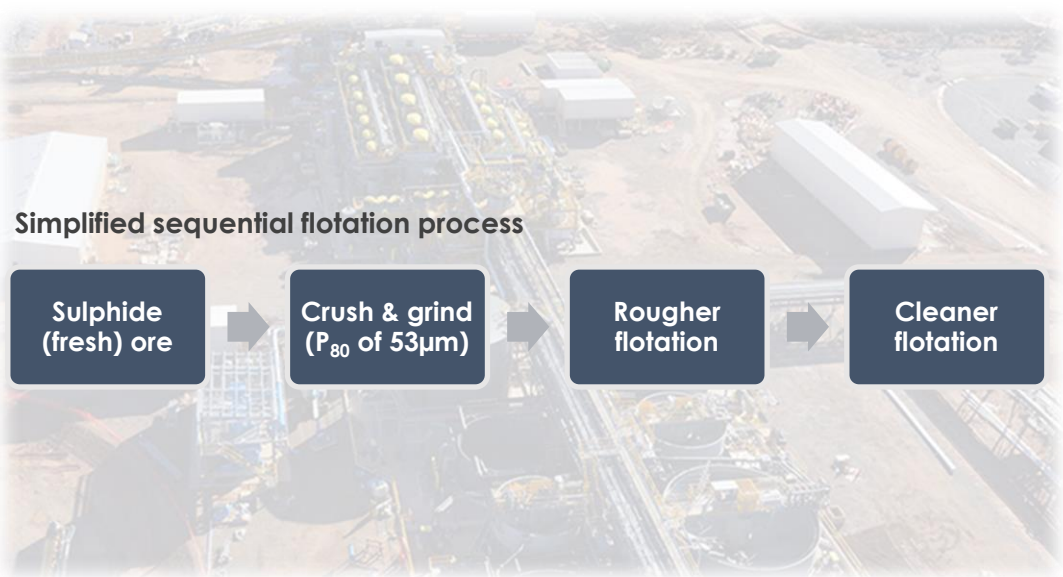 Simplified sequential flotation process
Sulphide
(fresh) ore
Crush & grind
(P80 of 53µm)
Rougher
flotation
Cleaner
flotation